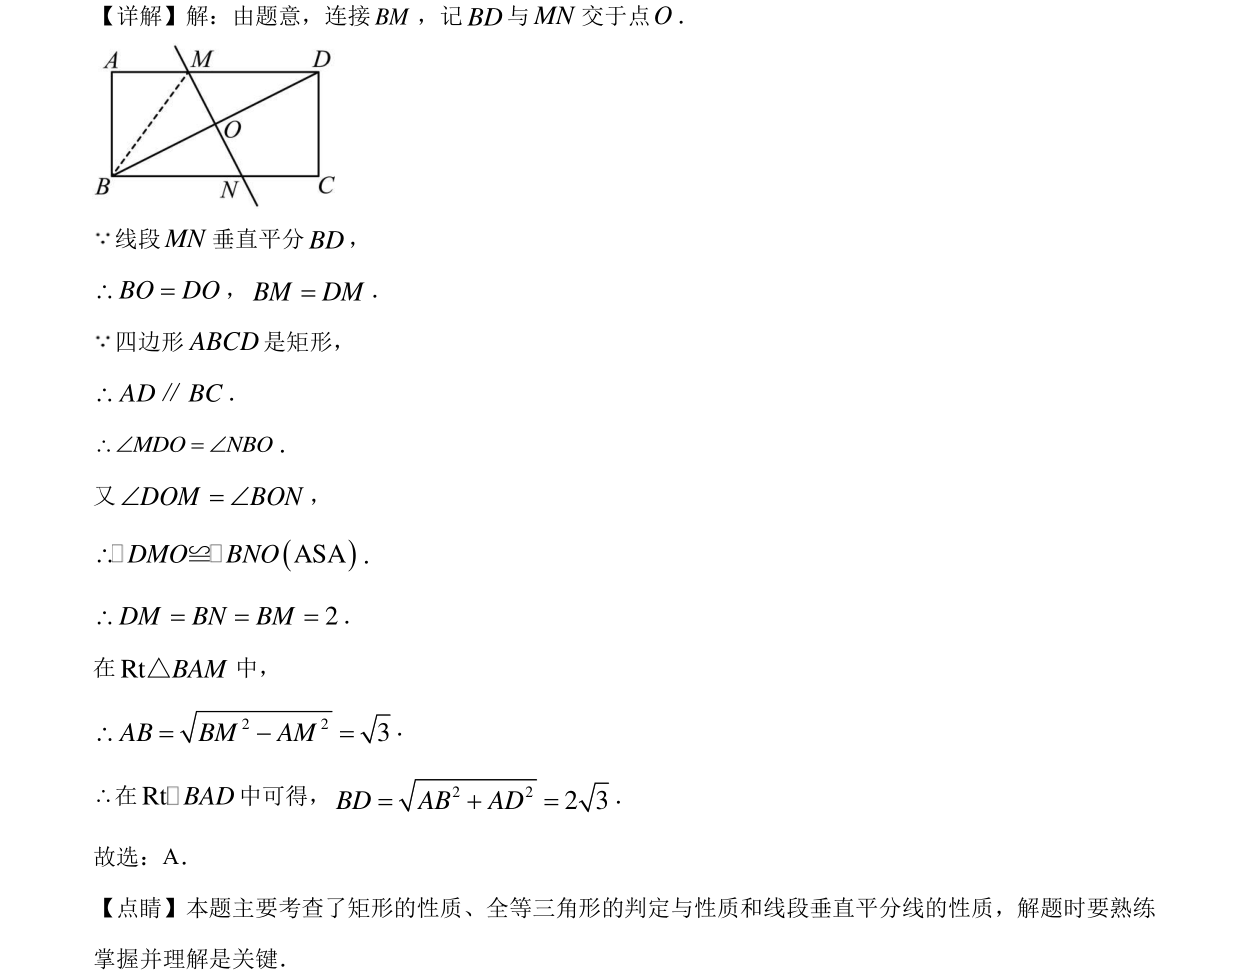 【详解】解：由题意，连接BM，记BD与MN交于点O．
A M D
O
B N C
∵线段MN垂直平分BD，
∴BO=DO，BM=DM．
∵四边形ABCD是矩形，
∴AD∥BC．
∴∠MDO=∠NBO．
又∠DOM=∠BON，
∴□DMO≌□BNO(ASA)．
∴DM=BN=BM=2．
在Rt△BAM中，
∴AB=√(BM²−AM²)=√3．
∴在Rt□BAD中可得，BD=√(AB²+AD²)=2√3．
故选：A．
【点睛】本题主要考查了矩形的性质、全等三角形的判定与性质和线段垂直平分线的性质，解题时要熟练
掌握并理解是关键．